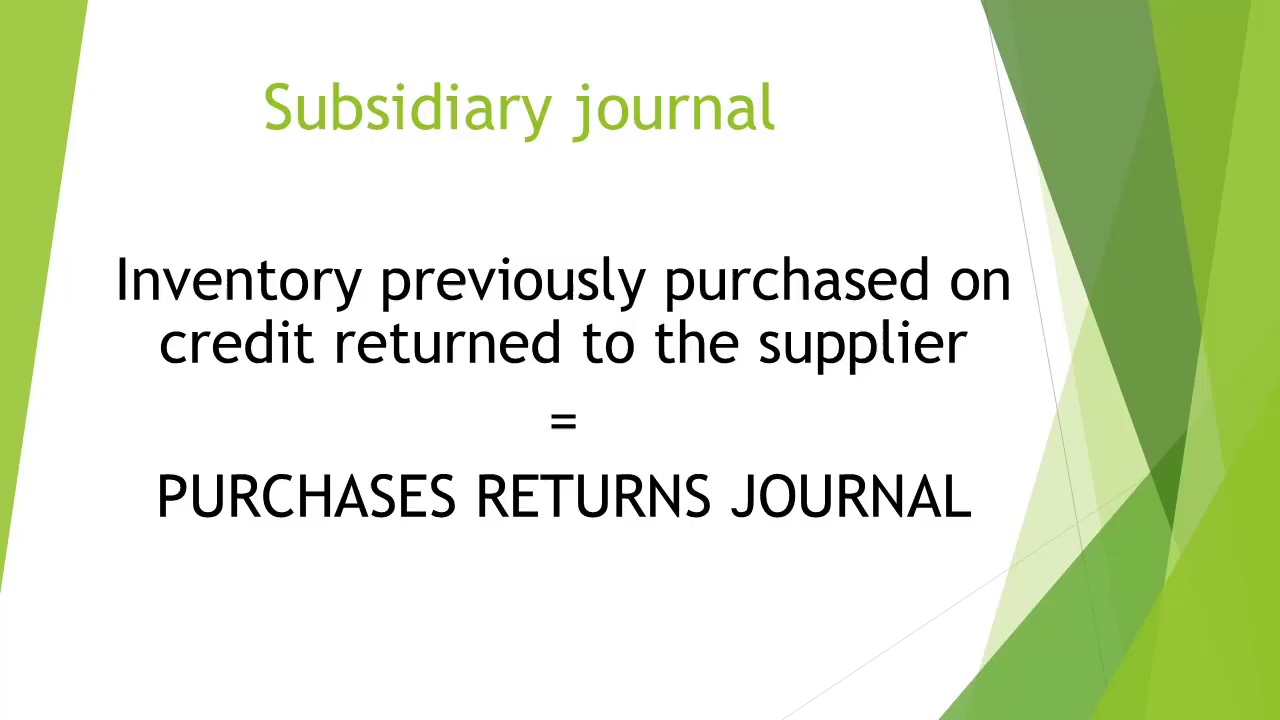 Subsidiary journal
Inventory previously purchased on
credit returned to the supplier
=
PURCHASES RETURNS JOURNAL